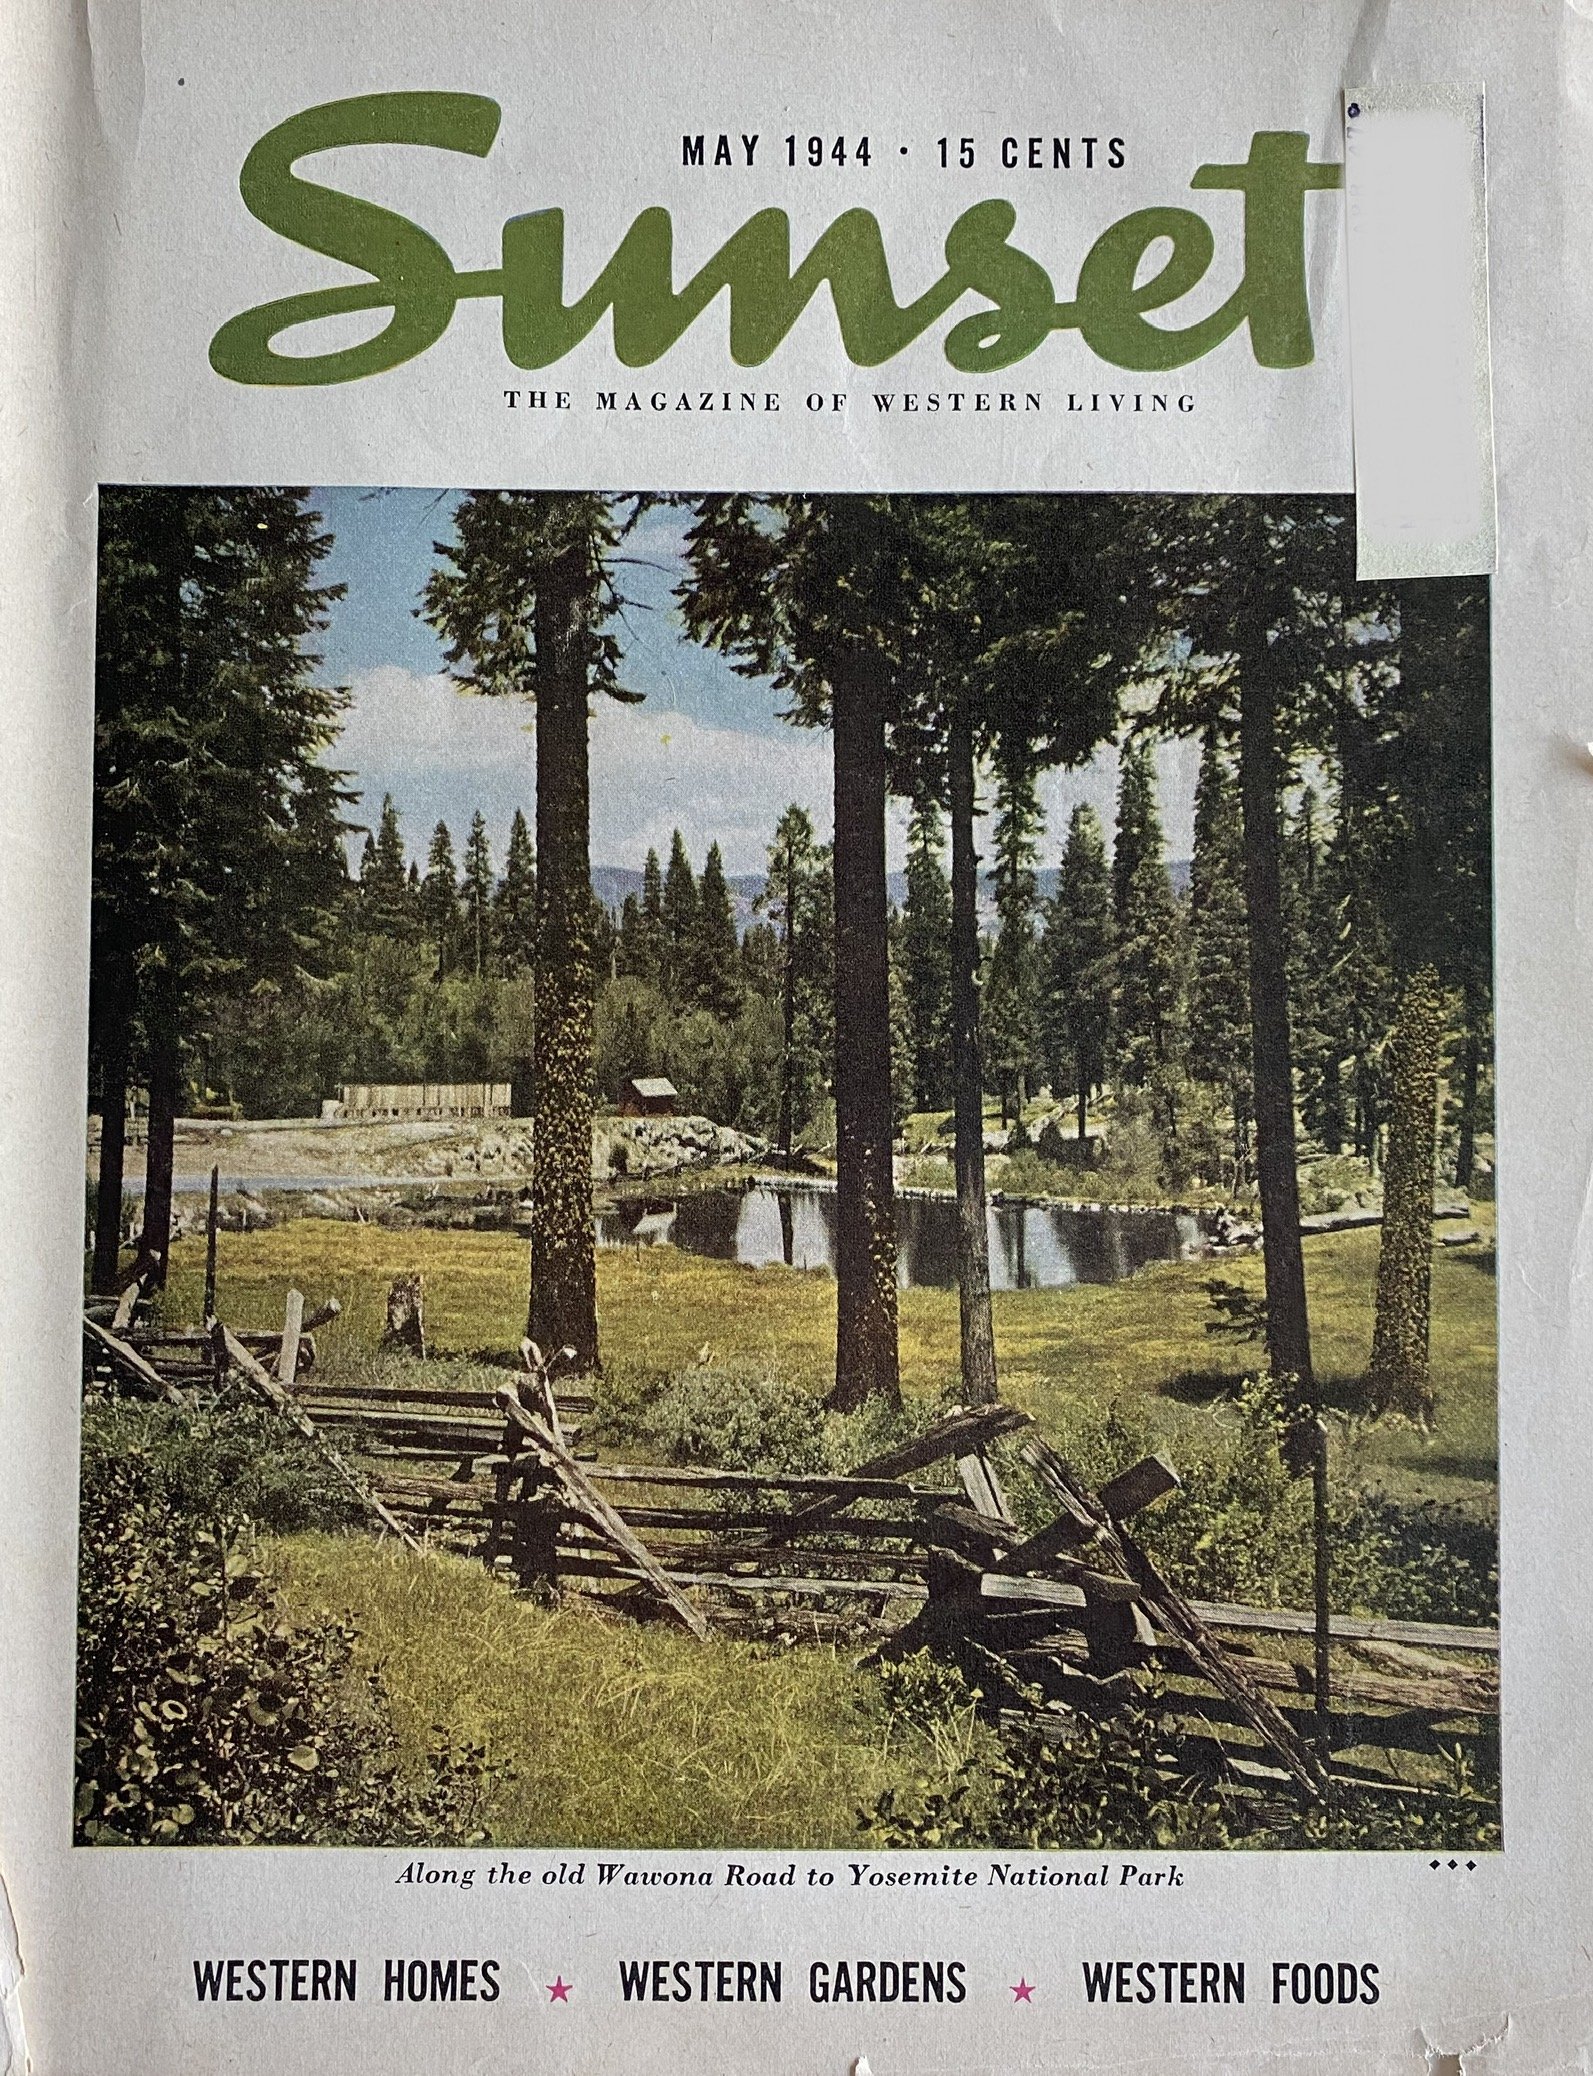 MAY 1944 · 15 CENTS
Sunset
THE MAGAZINE OF WESTERN LIVING
Along the old Wawona Road to Yosemite National Park
WESTERN HOMES ★ WESTERN GARDENS ★ WESTERN FOODS